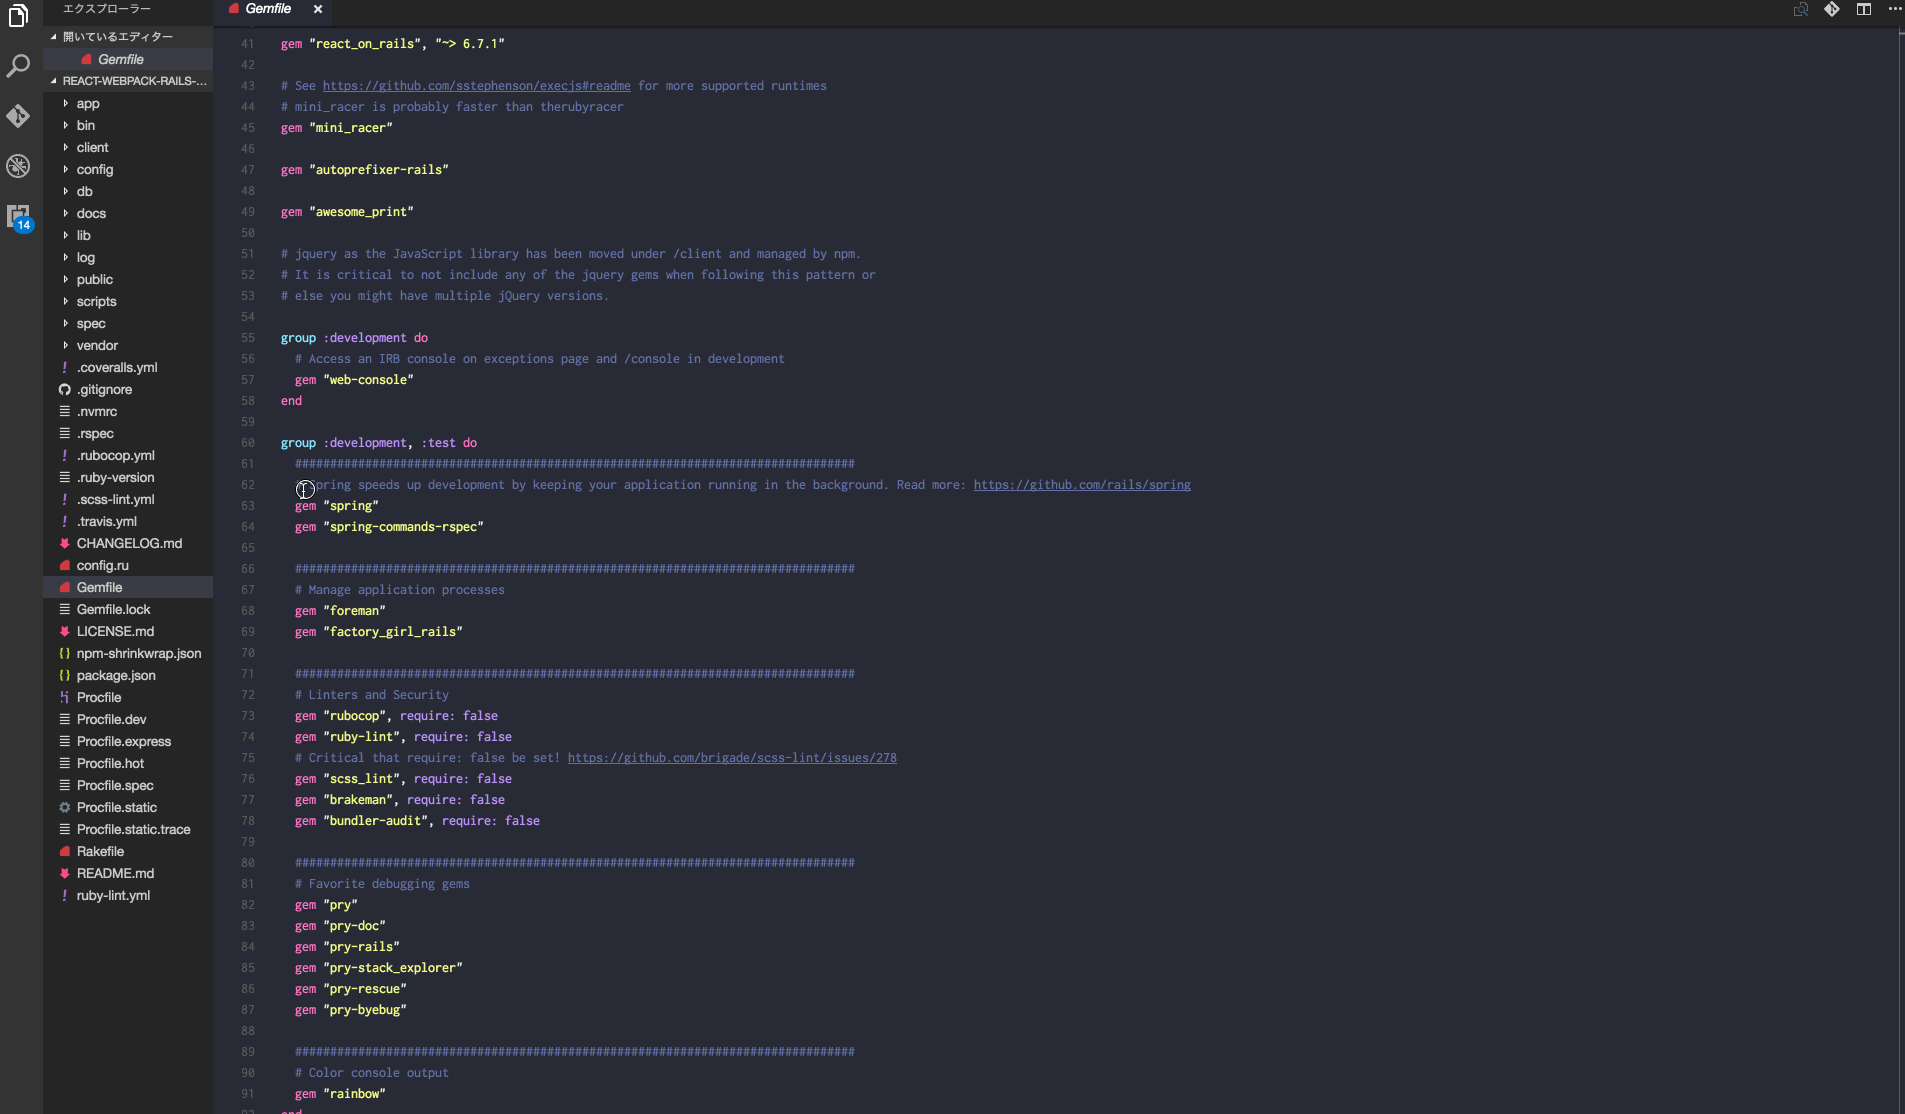 エクスプローラー
開いているエディター
Gemfile
REACT-WEBPACK-RAILS-...
app
bin
client
config
db
docs
lib
log
public
scripts
spec
vendor
.coveralls.yml
.gitignore
.nvmrc
.rspec
.rubocop.yml
.ruby-version
.scss-lint.yml
.travis.yml
CHANGELOG.md
config.ru
Gemfile
Gemfile.lock
LICENSE.md
npm-shrinkwrap.json
package.json
Procfile
Procfile.dev
Procfile.express
Procfile.hot
Procfile.spec
Procfile.static
Procfile.static.trace
Rakefile
README.md
ruby-lint.yml
14
Gemfile
41 gem "react_on_rails", "~> 6.7.1"
42
43 # See https://github.com/sstephenson/execjs#readme for more supported runtimes
44 # mini_racer is probably faster than therubyracer
45 gem "mini_racer"
46
47 gem "autoprefixer-rails"
48
49 gem "awesome_print"
50
51 # jquery as the JavaScript library has been moved under /client and managed by npm.
52 # It is critical to not include any of the jquery gems when following this pattern or
53 # else you might have multiple jQuery versions.
54
55 group :development do
56 # Access an IRB console on exceptions page and /console in development
57 gem "web-console"
58 end
59
60 group :development, :test do
61 ################################################################################
62 pring speeds up development by keeping your application running in the background. Read more: https://github.com/rails/spring
63 gem "spring"
64 gem "spring-commands-rspec"
65
66 ################################################################################
67 # Manage application processes
68 gem "foreman"
69 gem "factory_girl_rails"
70
71 ################################################################################
72 # Linters and Security
73 gem "rubocop", require: false
74 gem "ruby-lint", require: false
75 # Critical that require: false be set! https://github.com/brigade/scss-lint/issues/278
76 gem "scss_lint", require: false
77 gem "brakeman", require: false
78 gem "bundler-audit", require: false
79
80 ################################################################################
81 # Favorite debugging gems
82 gem "pry"
83 gem "pry-doc"
84 gem "pry-rails"
85 gem "pry-stack_explorer"
86 gem "pry-rescue"
87 gem "pry-byebug"
88
89 ################################################################################
90 # Color console output
91 gem "rainbow"
92 end